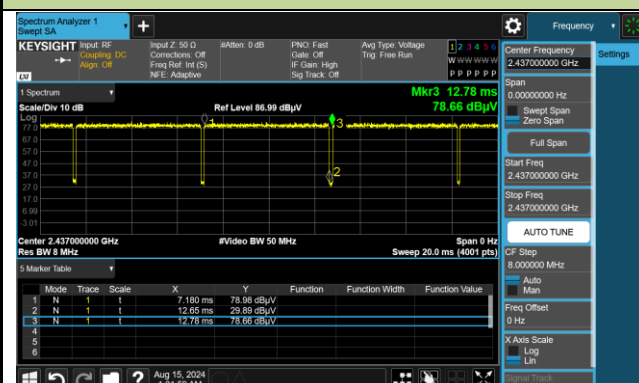 Spectrum Analyzer 1
Swept SA
+
Frequency
KEYSIGHT
Input: RF
Coupling: DC
Align: Off
Input Z: 50 Ω
Corrections: Off
Freq Ref: Int (S)
NFE: Adaptive
#Atten: 0 dB
PNO: Fast
Gate: Off
IF Gain: High
Sig Track: Off
Avg Type: Voltage
Trig: Free Run
1 2 3 4 5 6
W W W W W W
P P P P P P
LXI
1 Spectrum
Scale/Div 10 dB
Ref Level 86.99 dBµV
Mkr3 12.78 ms
78.66 dBµV
Log
77.0
67.0
57.0
47.0
37.0
27.0
17.0
6.99
-3.01
1
3
2
Center 2.437000000 GHz
#Video BW 50 MHz
Span 0 Hz
Res BW 8 MHz
Sweep 20.0 ms (4001 pts)
5 Marker Table
Mode Trace Scale X Y Function Function Width Function Value
1 N 1 t 7.180 ms 78.98 dBµV
2 N 1 t 12.65 ms 29.89 dBµV
3 N 1 t 12.78 ms 78.66 dBµV
4
5
6
Aug 15, 2024
Center Frequency
2.437000000 GHz
Settings
Span
0.00000000 Hz
Swept Span
Zero Span
Full Span
Start Freq
2.437000000 GHz
Stop Freq
2.437000000 GHz
AUTO TUNE
CF Step
8.000000 MHz
Auto
Man
Freq Offset
0 Hz
X Axis Scale
Log
Lin
Signal Track